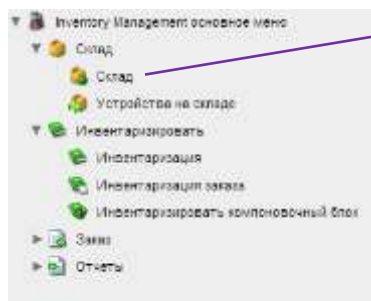 Inventory Management основное меню
Склад
Склад
Устройства на складе
Инвентаризировать
Инвентаризация
Инвентаризация заказа
Инвентаризировать компоновочный блок
Заказ
Отчеты